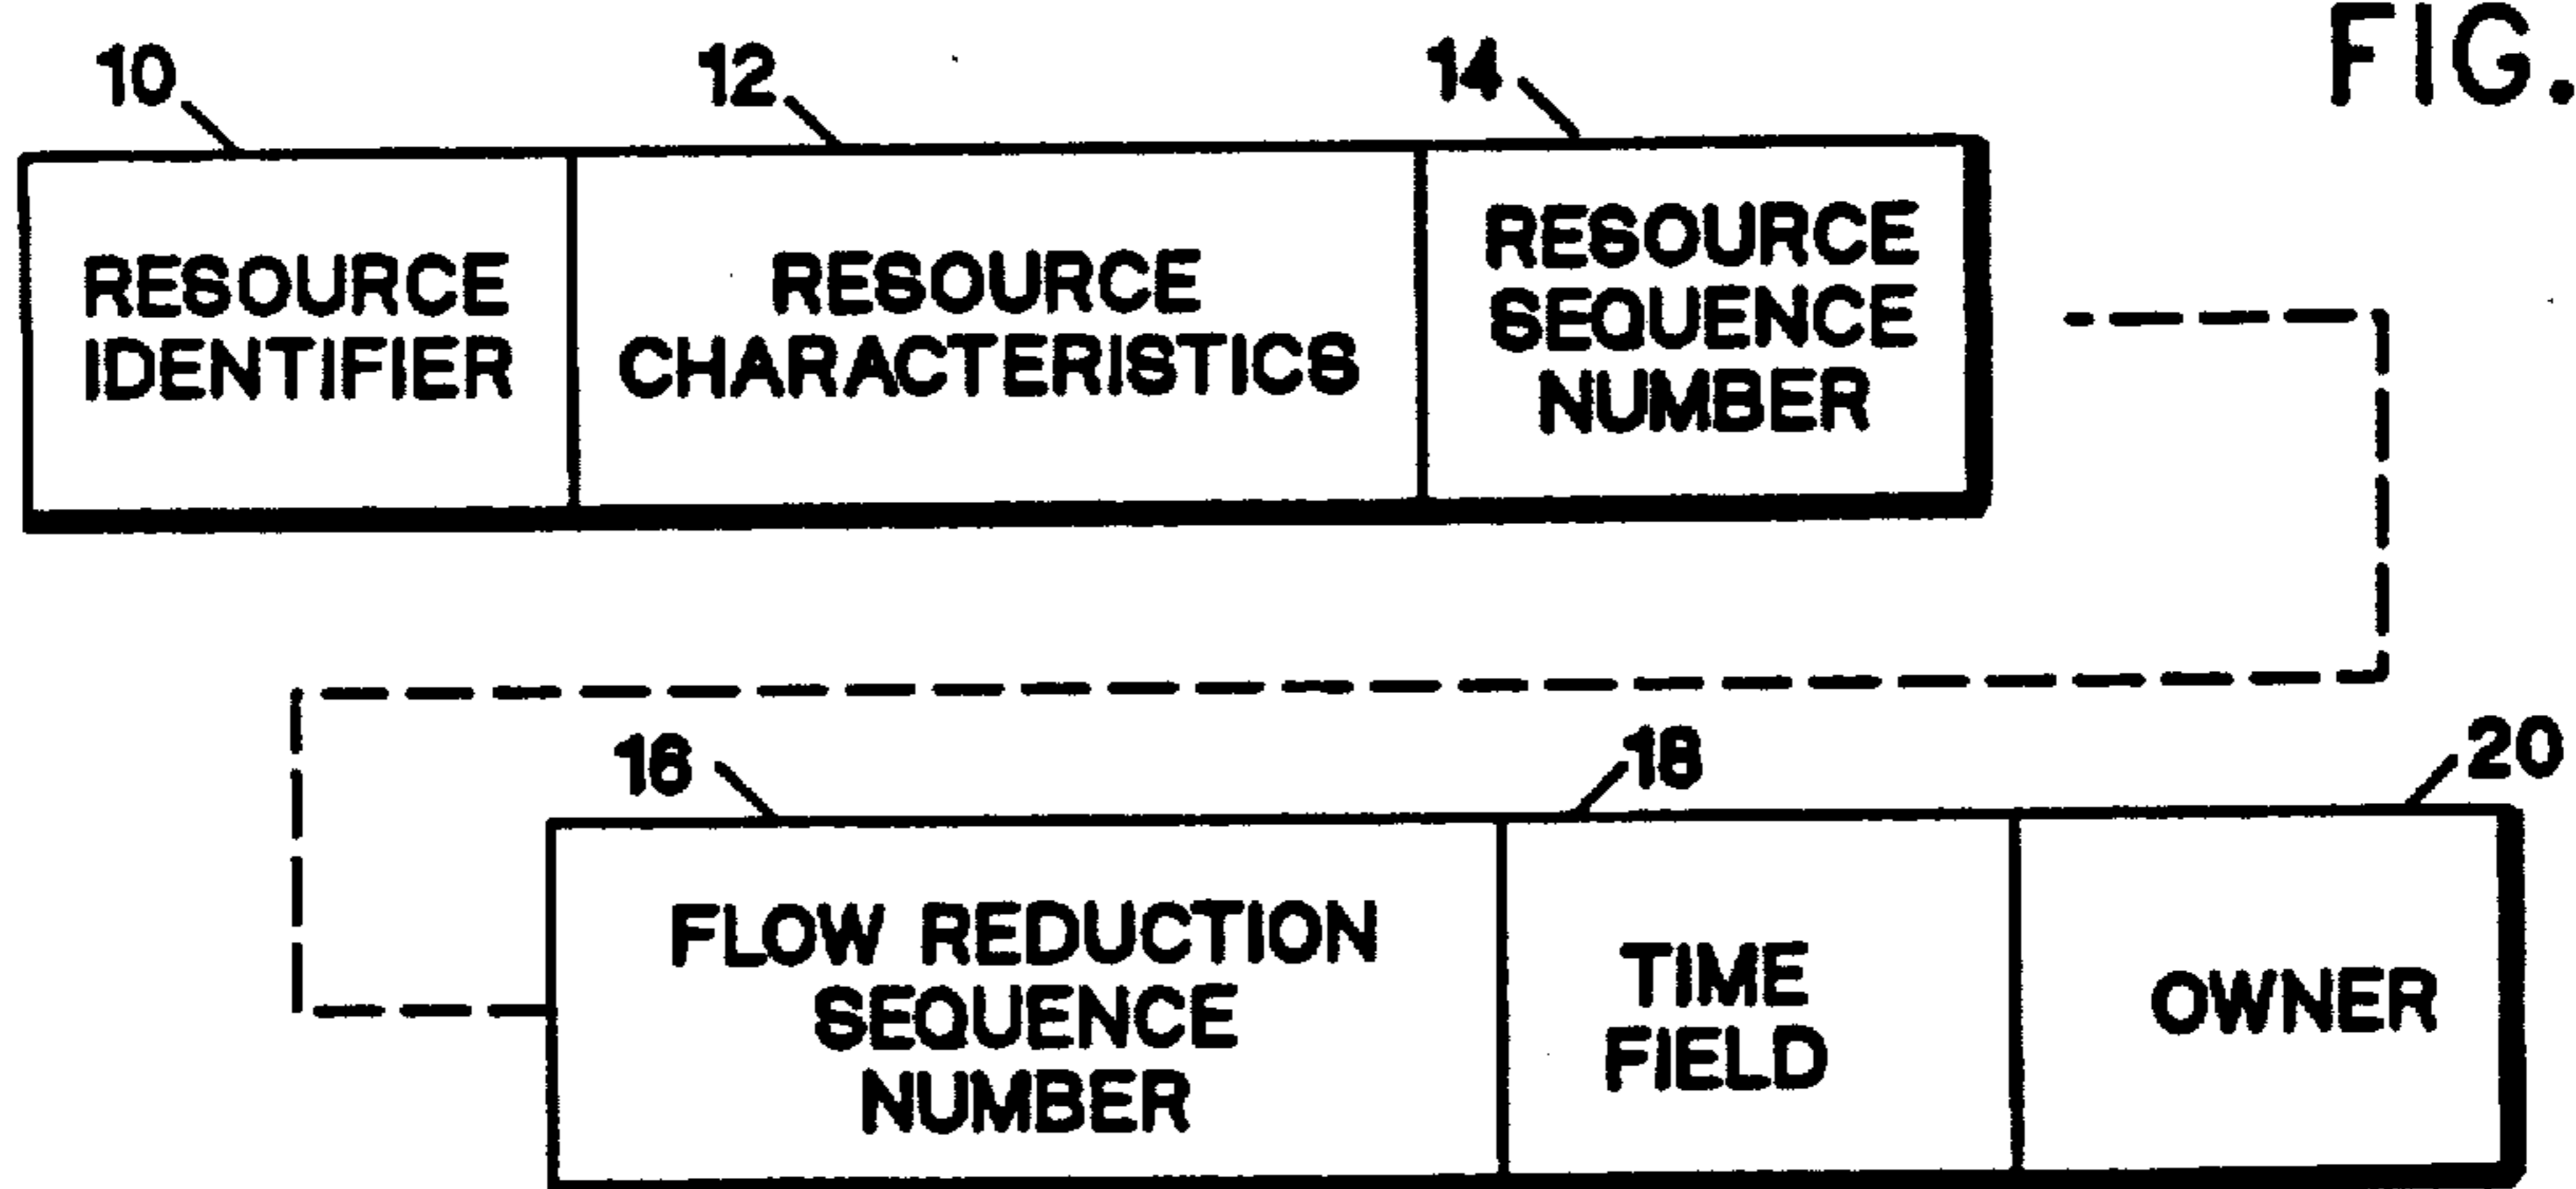 FIG.
10 12 14
RESOURCE
IDENTIFIER
RESOURCE
CHARACTERISTICS
RESOURCE
SEQUENCE
NUMBER
16 18 20
FLOW REDUCTION
SEQUENCE
NUMBER
TIME
FIELD
OWNER